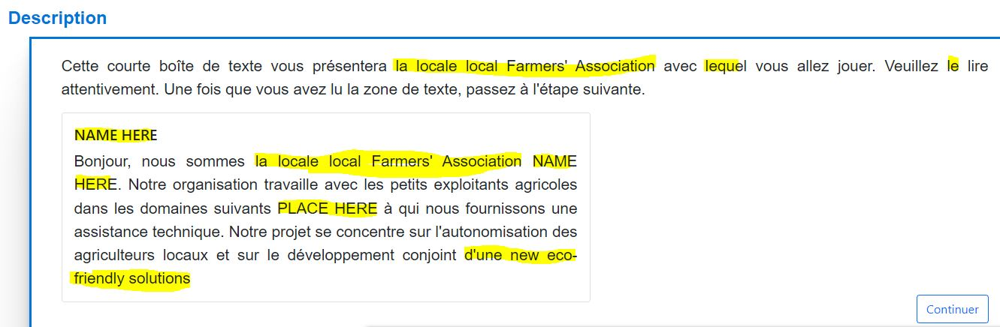 Description
Cette courte boîte de texte vous présentera la locale local Farmers' Association avec lequel vous allez jouer. Veuillez le lire
attentivement. Une fois que vous avez lu la zone de texte, passez à l'étape suivante.
NAME HERE
Bonjour, nous sommes la locale local Farmers' Association NAME
HERE. Notre organisation travaille avec les petits exploitants agricoles
dans les domaines suivants PLACE HERE à qui nous fournissons une
assistance technique. Notre projet se concentre sur l'autonomisation des
agriculteurs locaux et sur le développement conjoint d'une new eco-
friendly solutions
Continuer